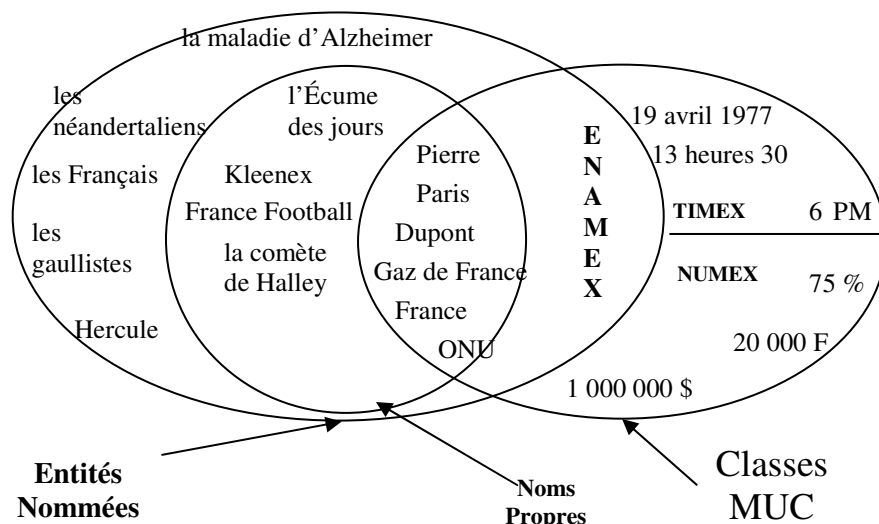 la maladie d'Alzheimer
les
néandertaliens
l'Écume
des jours
19 avril 1977
13 heures 30
Pierre
les Français
Kleenex
Paris
France Football
TIMEX
6 PM
les
gaullistes
Dupont
la comète
de Halley
Gaz de France
NUMEX
75 %
France
Hercule
ONU
20 000 F
1 000 000 $
E
N
A
M
E
X
Entités
Nommées
Noms
Propres
Classes
MUC